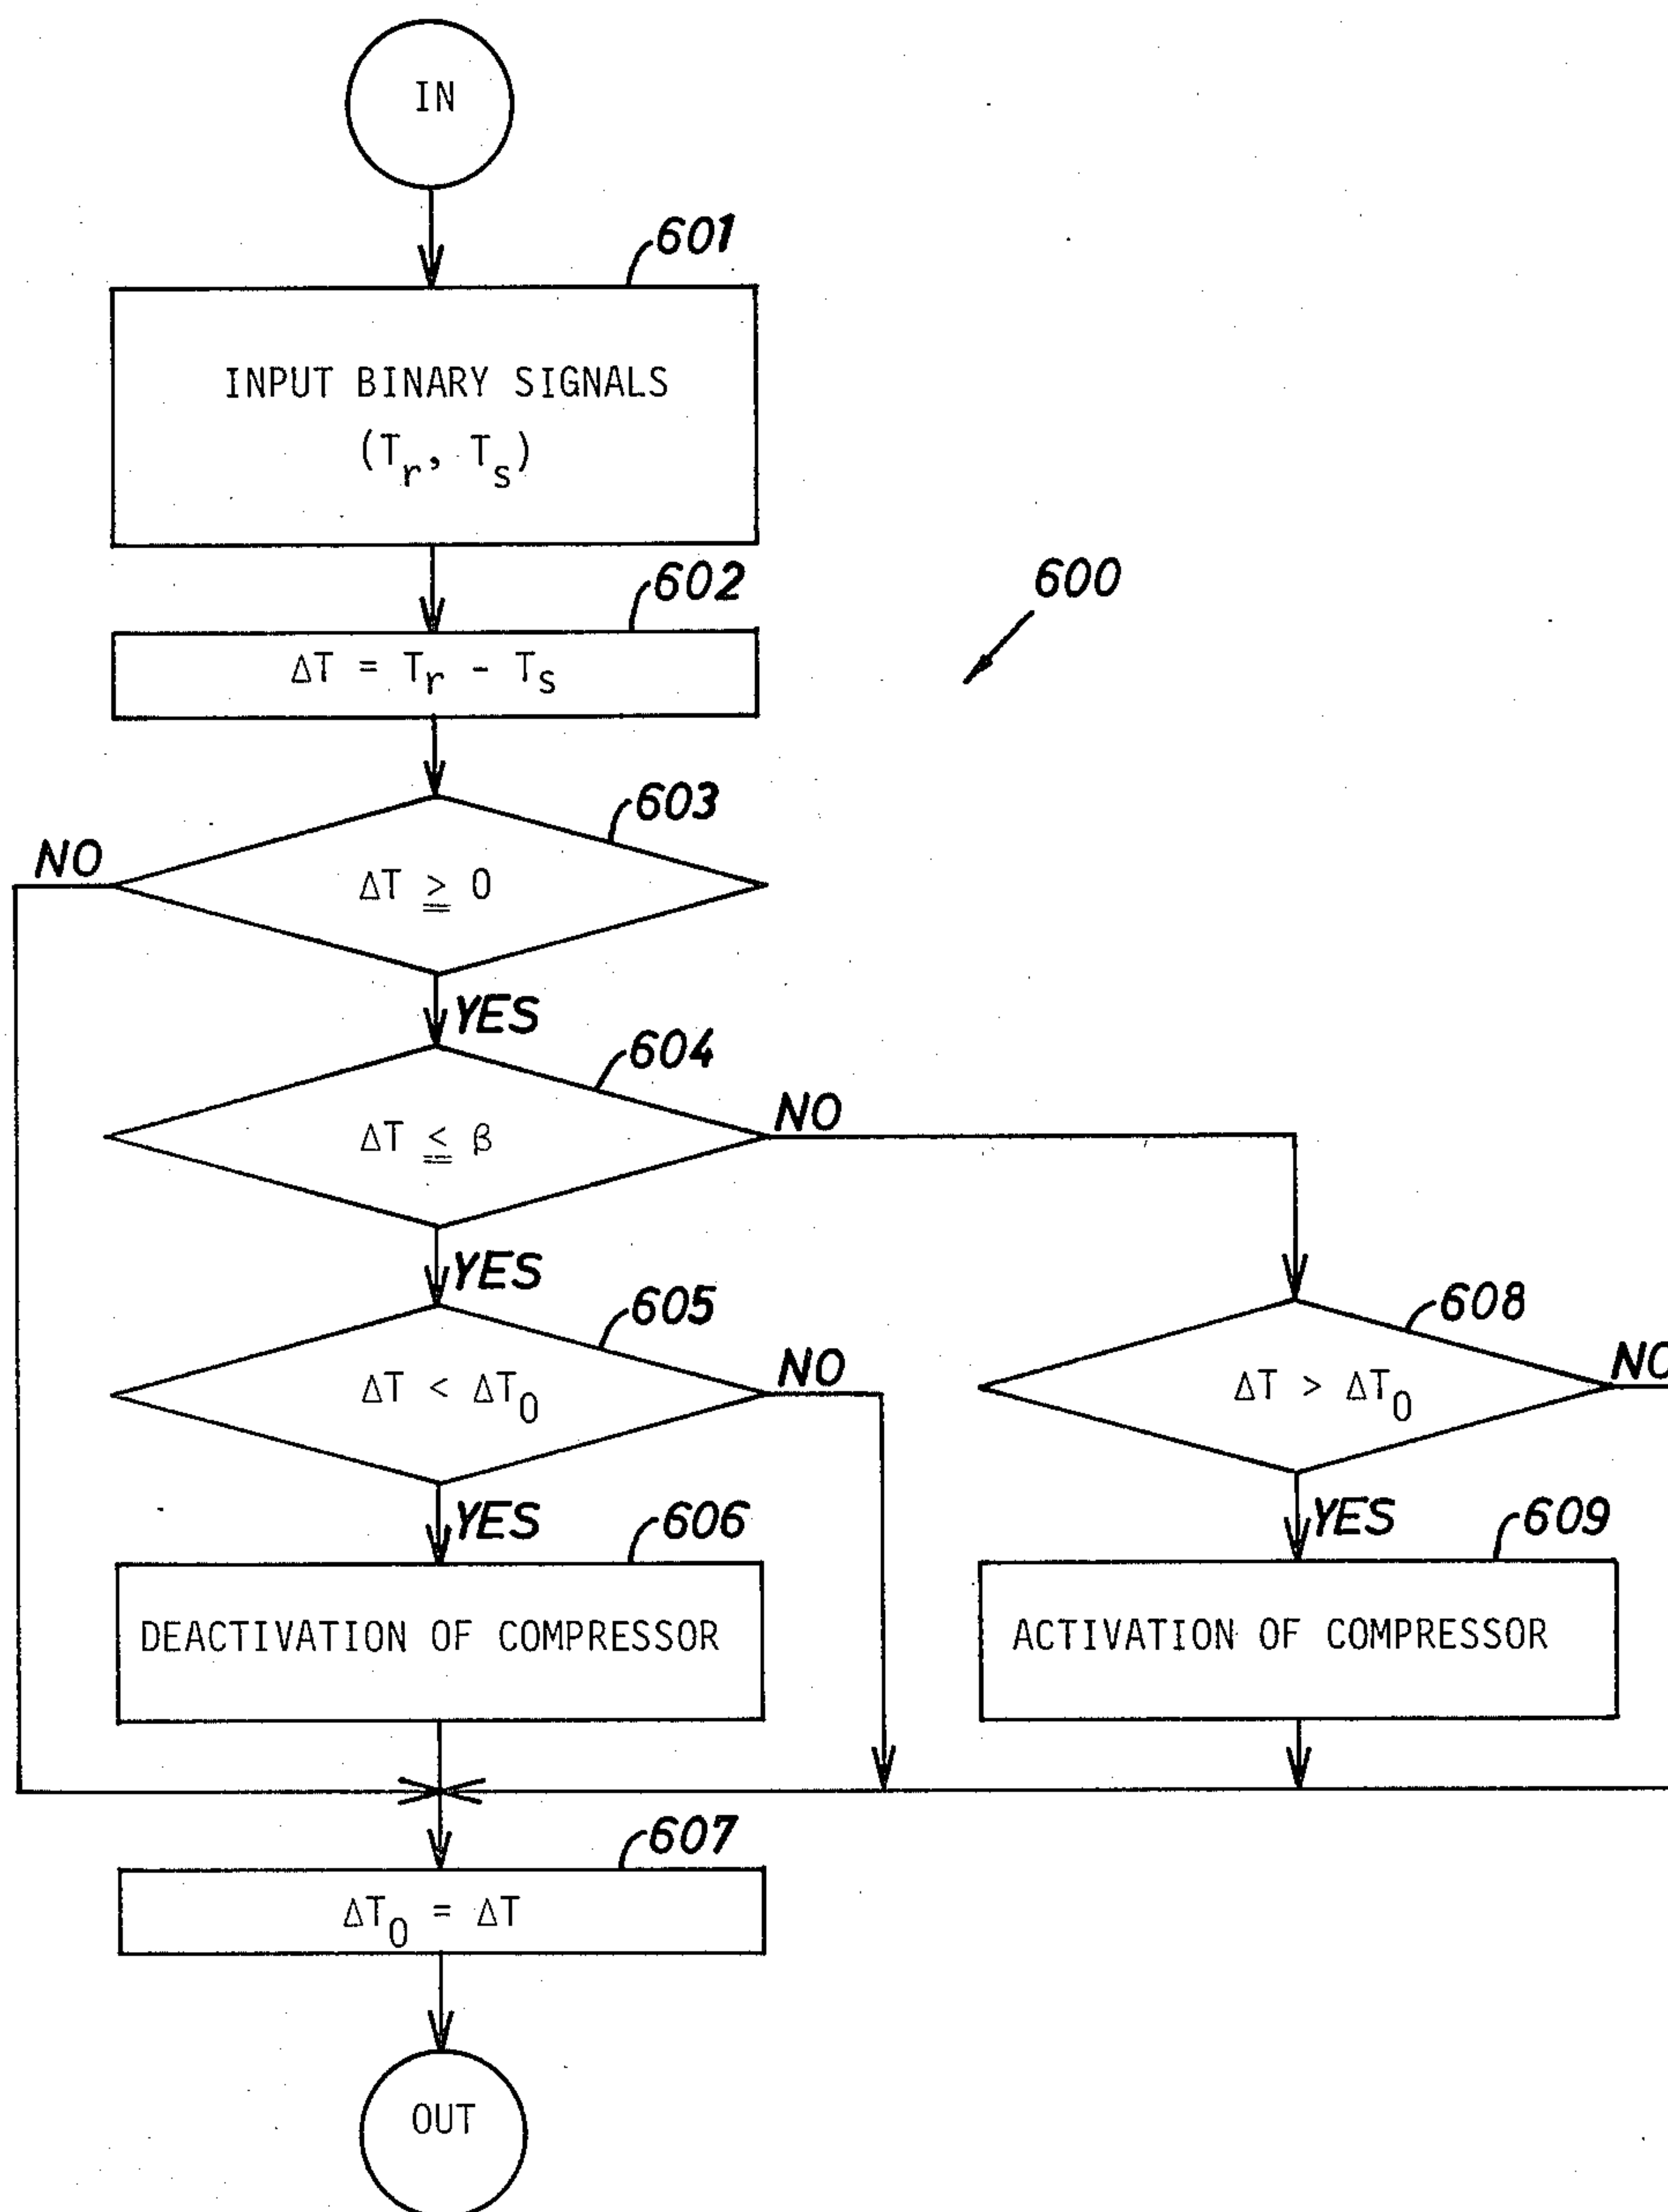 IN
601
INPUT BINARY SIGNALS
(Tr, Ts)
602
600
ΔT = Tr - Ts
603
NO
ΔT ≧ 0
YES
604
NO
ΔT ≦ β
YES
605
608
NO
NO
ΔT < ΔT0
ΔT > ΔT0
YES
606
YES
609
DEACTIVATION OF COMPRESSOR
ACTIVATION OF COMPRESSOR
607
ΔT0 = ΔT
OUT